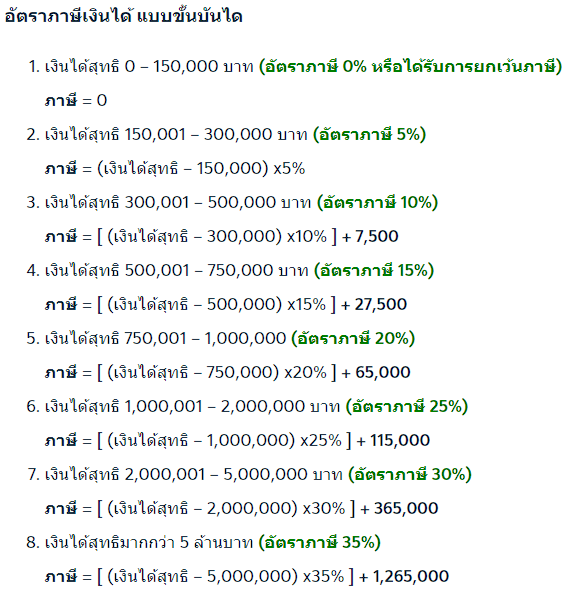 อัตราภาษีเงินได้ แบบขั้นบันได
1. เงินได้สุทธิ 0 – 150,000 บาท (อัตราภาษี 0% หรือได้รับการยกเว้นภาษี)
ภาษี = 0
2. เงินได้สุทธิ 150,001 – 300,000 บาท (อัตราภาษี 5%)
ภาษี = (เงินได้สุทธิ – 150,000) x5%
3. เงินได้สุทธิ 300,001 – 500,000 บาท (อัตราภาษี 10%)
ภาษี = [ (เงินได้สุทธิ – 300,000) x10% ] + 7,500
4. เงินได้สุทธิ 500,001 – 750,000 บาท (อัตราภาษี 15%)
ภาษี = [ (เงินได้สุทธิ – 500,000) x15% ] + 27,500
5. เงินได้สุทธิ 750,001 – 1,000,000 (อัตราภาษี 20%)
ภาษี = [ (เงินได้สุทธิ – 750,000) x20% ] + 65,000
6. เงินได้สุทธิ 1,000,001 – 2,000,000 บาท (อัตราภาษี 25%)
ภาษี = [ (เงินได้สุทธิ – 1,000,000) x25% ] + 115,000
7. เงินได้สุทธิ 2,000,001 – 5,000,000 บาท (อัตราภาษี 30%)
ภาษี = [ (เงินได้สุทธิ – 2,000,000) x30% ] + 365,000
8. เงินได้สุทธิมากกว่า 5 ล้านบาท (อัตราภาษี 35%)
ภาษี = [ (เงินได้สุทธิ – 5,000,000) x35% ] + 1,265,000